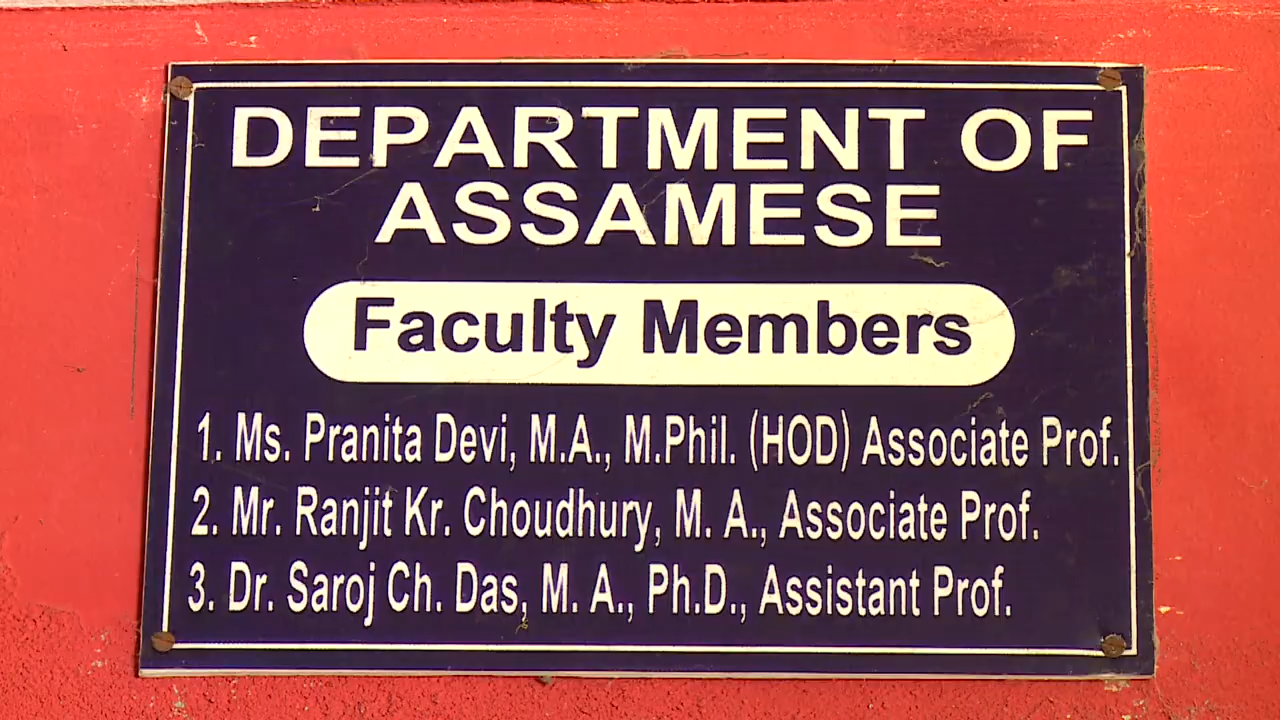 DEPARTMENT OF
ASSAMESE
Faculty Members
1. Ms. Pranita Devi, M.A., M.Phil. (HOD) Associate Prof.
2. Mr. Ranjit Kr. Choudhury, M. A., Associate Prof.
3. Dr. Saroj Ch. Das, M. A., Ph.D., Assistant Prof.